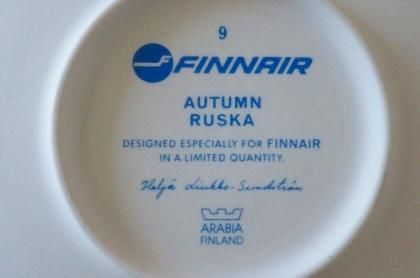 9
FINNAIR
AUTUMN
RUSKA
DESIGNED ESPECIALLY FOR FINNAIR
IN A LIMITED QUANTITY.
Heljä Liukko-Sundström
ARABIA
FINLAND